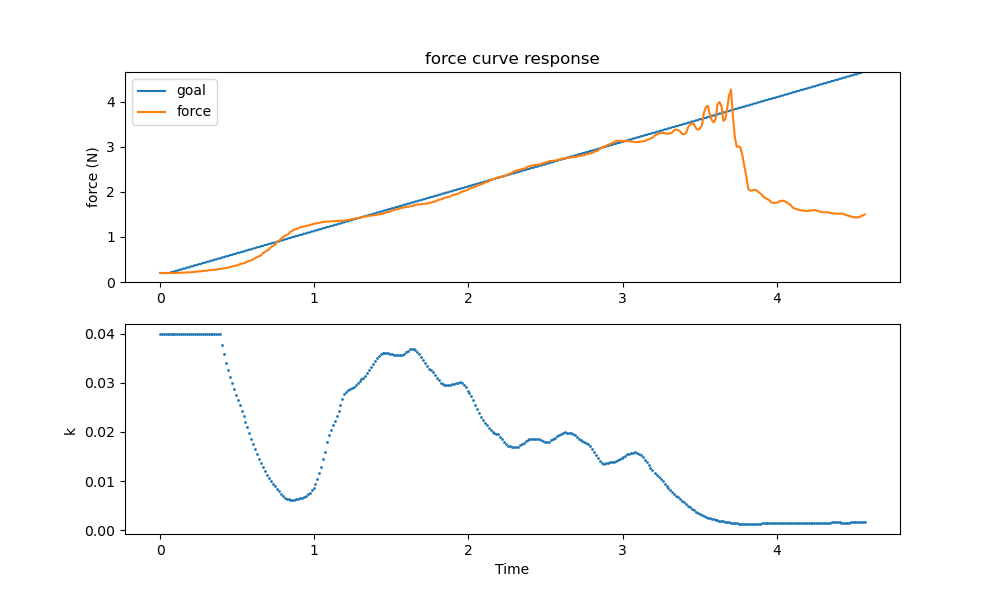 force curve response
goal
force
force (N)
4
3
2
1
0
0 1 2 3 4
k
0.04
0.03
0.02
0.01
0.00
0 1 2 3 4
Time